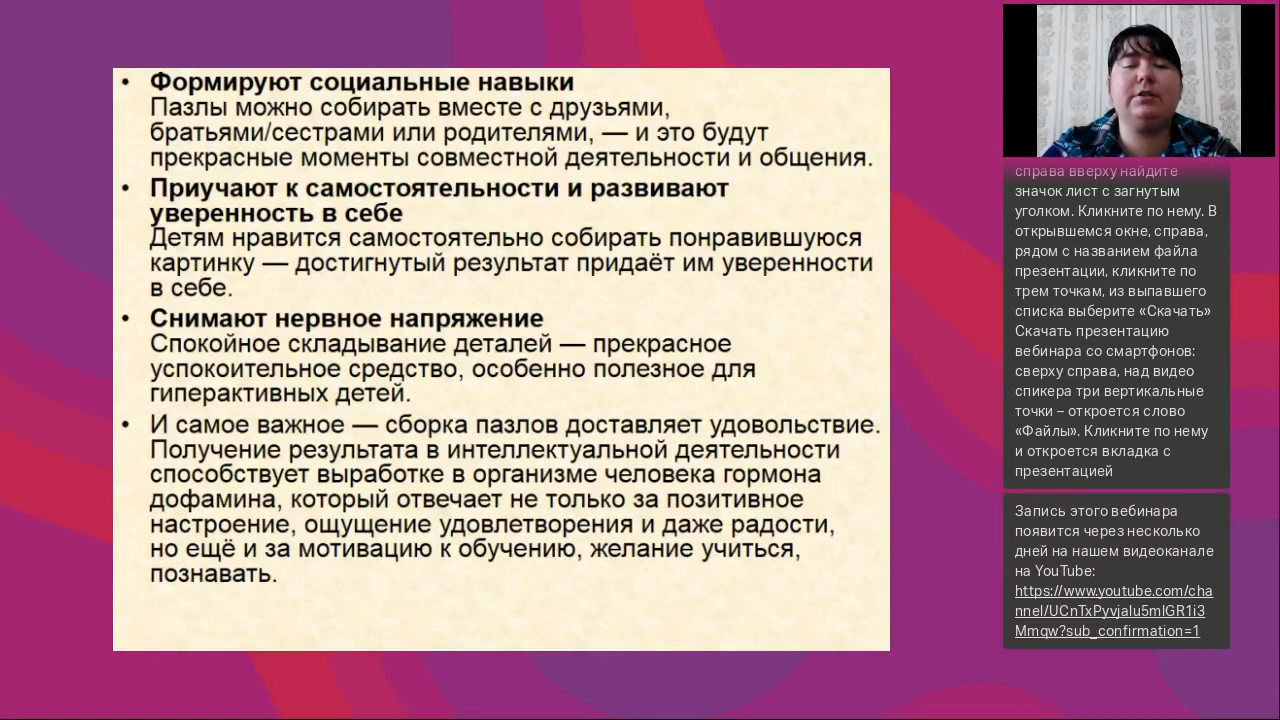 • Формируют социальные навыки
Пазлы можно собирать вместе с друзьями,
братьями/сестрами или родителями, — и это будут
прекрасные моменты совместной деятельности и общения.
• Приучают к самостоятельности и развивают
уверенность в себе
Детям нравится самостоятельно собирать понравившуюся
картинку — достигнутый результат придаёт им уверенности
в себе.
• Снимают нервное напряжение
Спокойное складывание деталей — прекрасное
успокоительное средство, особенно полезное для
гиперактивных детей.
• И самое важное — сборка пазлов доставляет удовольствие.
Получение результата в интеллектуальной деятельности
способствует выработке в организме человека гормона
дофамина, который отвечает не только за позитивное
настроение, ощущение удовлетворения и даже радости,
но ещё и за мотивацию к обучению, желание учиться,
познавать.
справа вверху найдите
значок лист с загнутым
уголком. Кликните по нему. В
открывшемся окне, справа,
рядом с названием файла
презентации, кликните по
трем точкам, из выпавшего
списка выберите «Скачать»
Скачать презентацию
вебинара со смартфонов:
сверху справа, над видео
спикера три вертикальные
точки – откроется слово
«Файлы». Кликните по нему
и откроется вкладка с
презентацией
Запись этого вебинара
появится через несколько
дней на нашем видеоканале
на YouTube:
https://www.youtube.com/cha
nnel/UCnTxPyvjalu5mlGR1i3
Mmqw?sub_confirmation=1